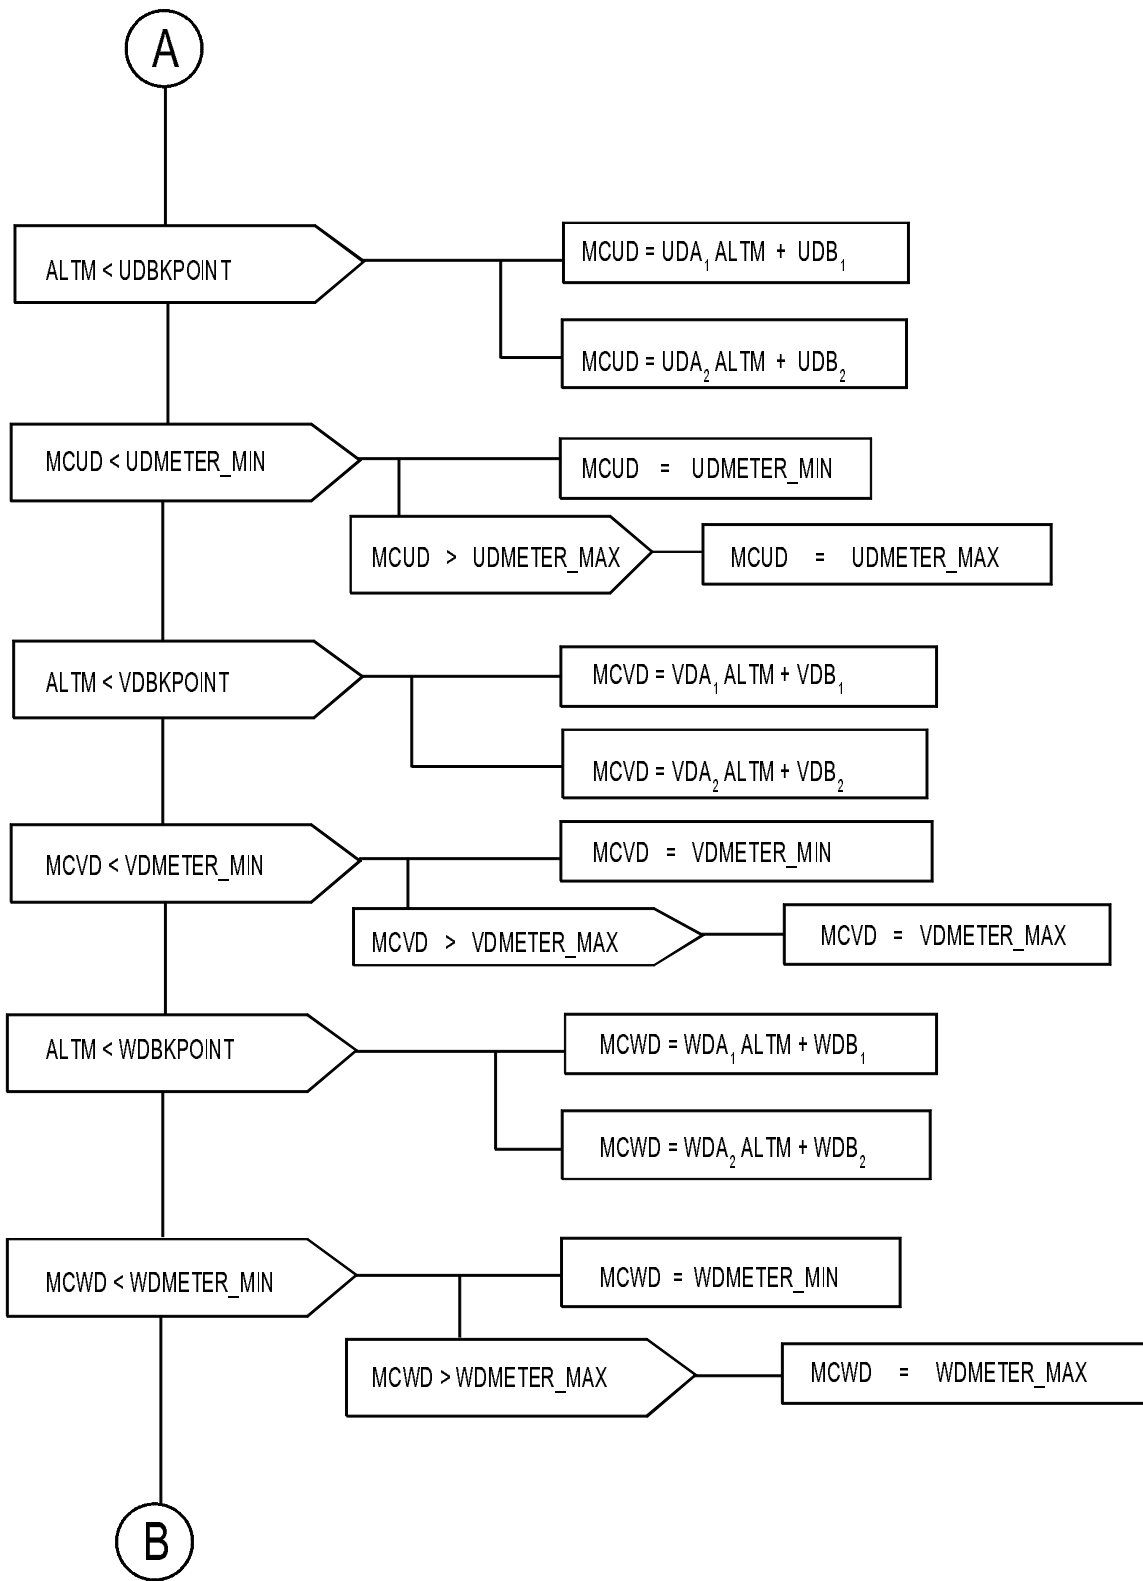 A
ALTM < UDBKPOINT
MCUD = UDA₁ ALTM + UDB₁
MCUD = UDA₂ ALTM + UDB₂
MCUD < UDMETER_MIN
MCUD = UDMETER_MIN
MCUD > UDMETER_MAX
MCUD = UDMETER_MAX
ALTM < VDBKPOINT
MCVD = VDA₁ ALTM + VDB₁
MCVD = VDA₂ ALTM + VDB₂
MCVD < VDMETER_MIN
MCVD = VDMETER_MIN
MCVD > VDMETER_MAX
MCVD = VDMETER_MAX
ALTM < WDBKPOINT
MCWD = WDA₁ ALTM + WDB₁
MCWD = WDA₂ ALTM + WDB₂
MCWD < WDMETER_MIN
MCWD = WDMETER_MIN
MCWD > WDMETER_MAX
MCWD = WDMETER_MAX
B